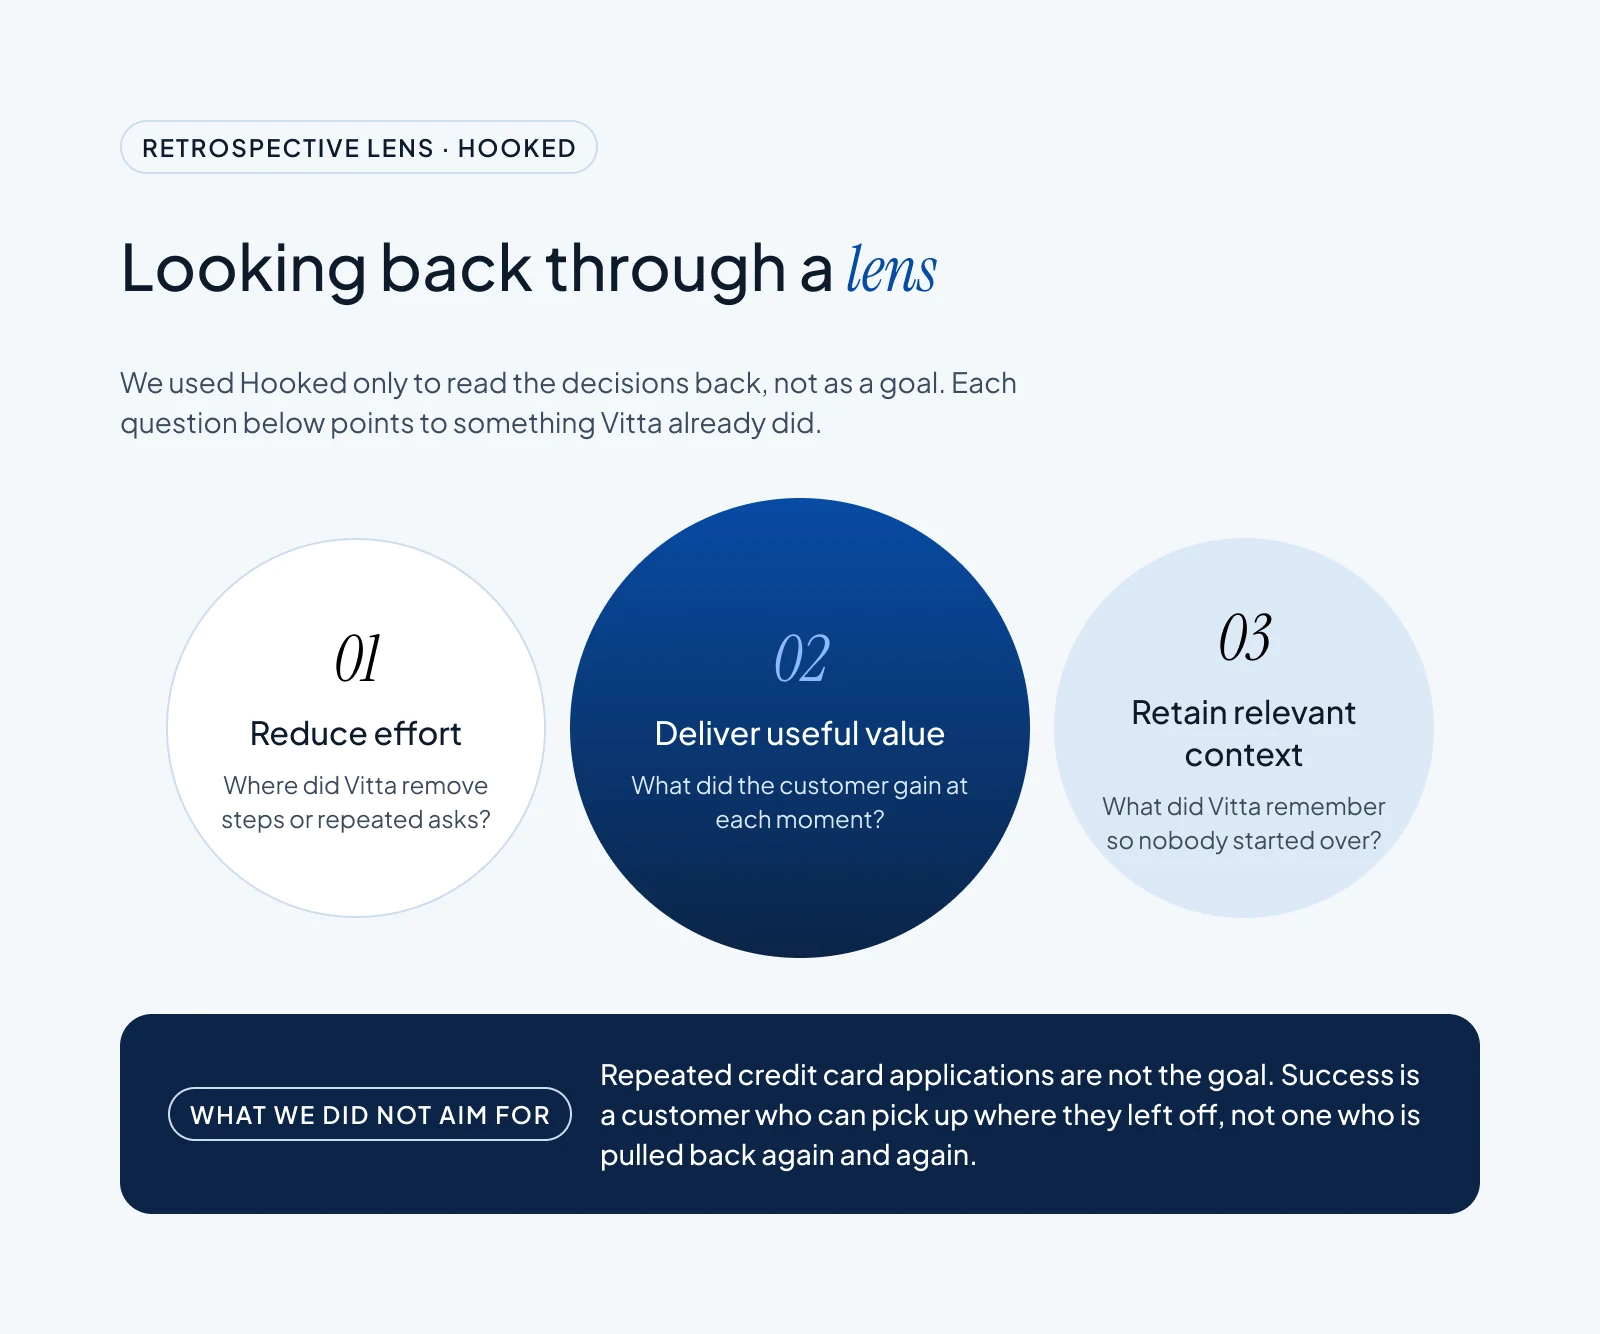 RETROSPECTIVE LENS · HOOKED
Looking back through a lens
We used Hooked only to read the decisions back, not as a goal. Each
question below points to something Vitta already did.
01
Reduce effort
Where did Vitta remove
steps or repeated asks?
02
Deliver useful value
What did the customer gain at
each moment?
03
Retain relevant
context
What did Vitta remember
so nobody started over?
WHAT WE DID NOT AIM FOR
Repeated credit card applications are not the goal. Success is
a customer who can pick up where they left off, not one who is
pulled back again and again.